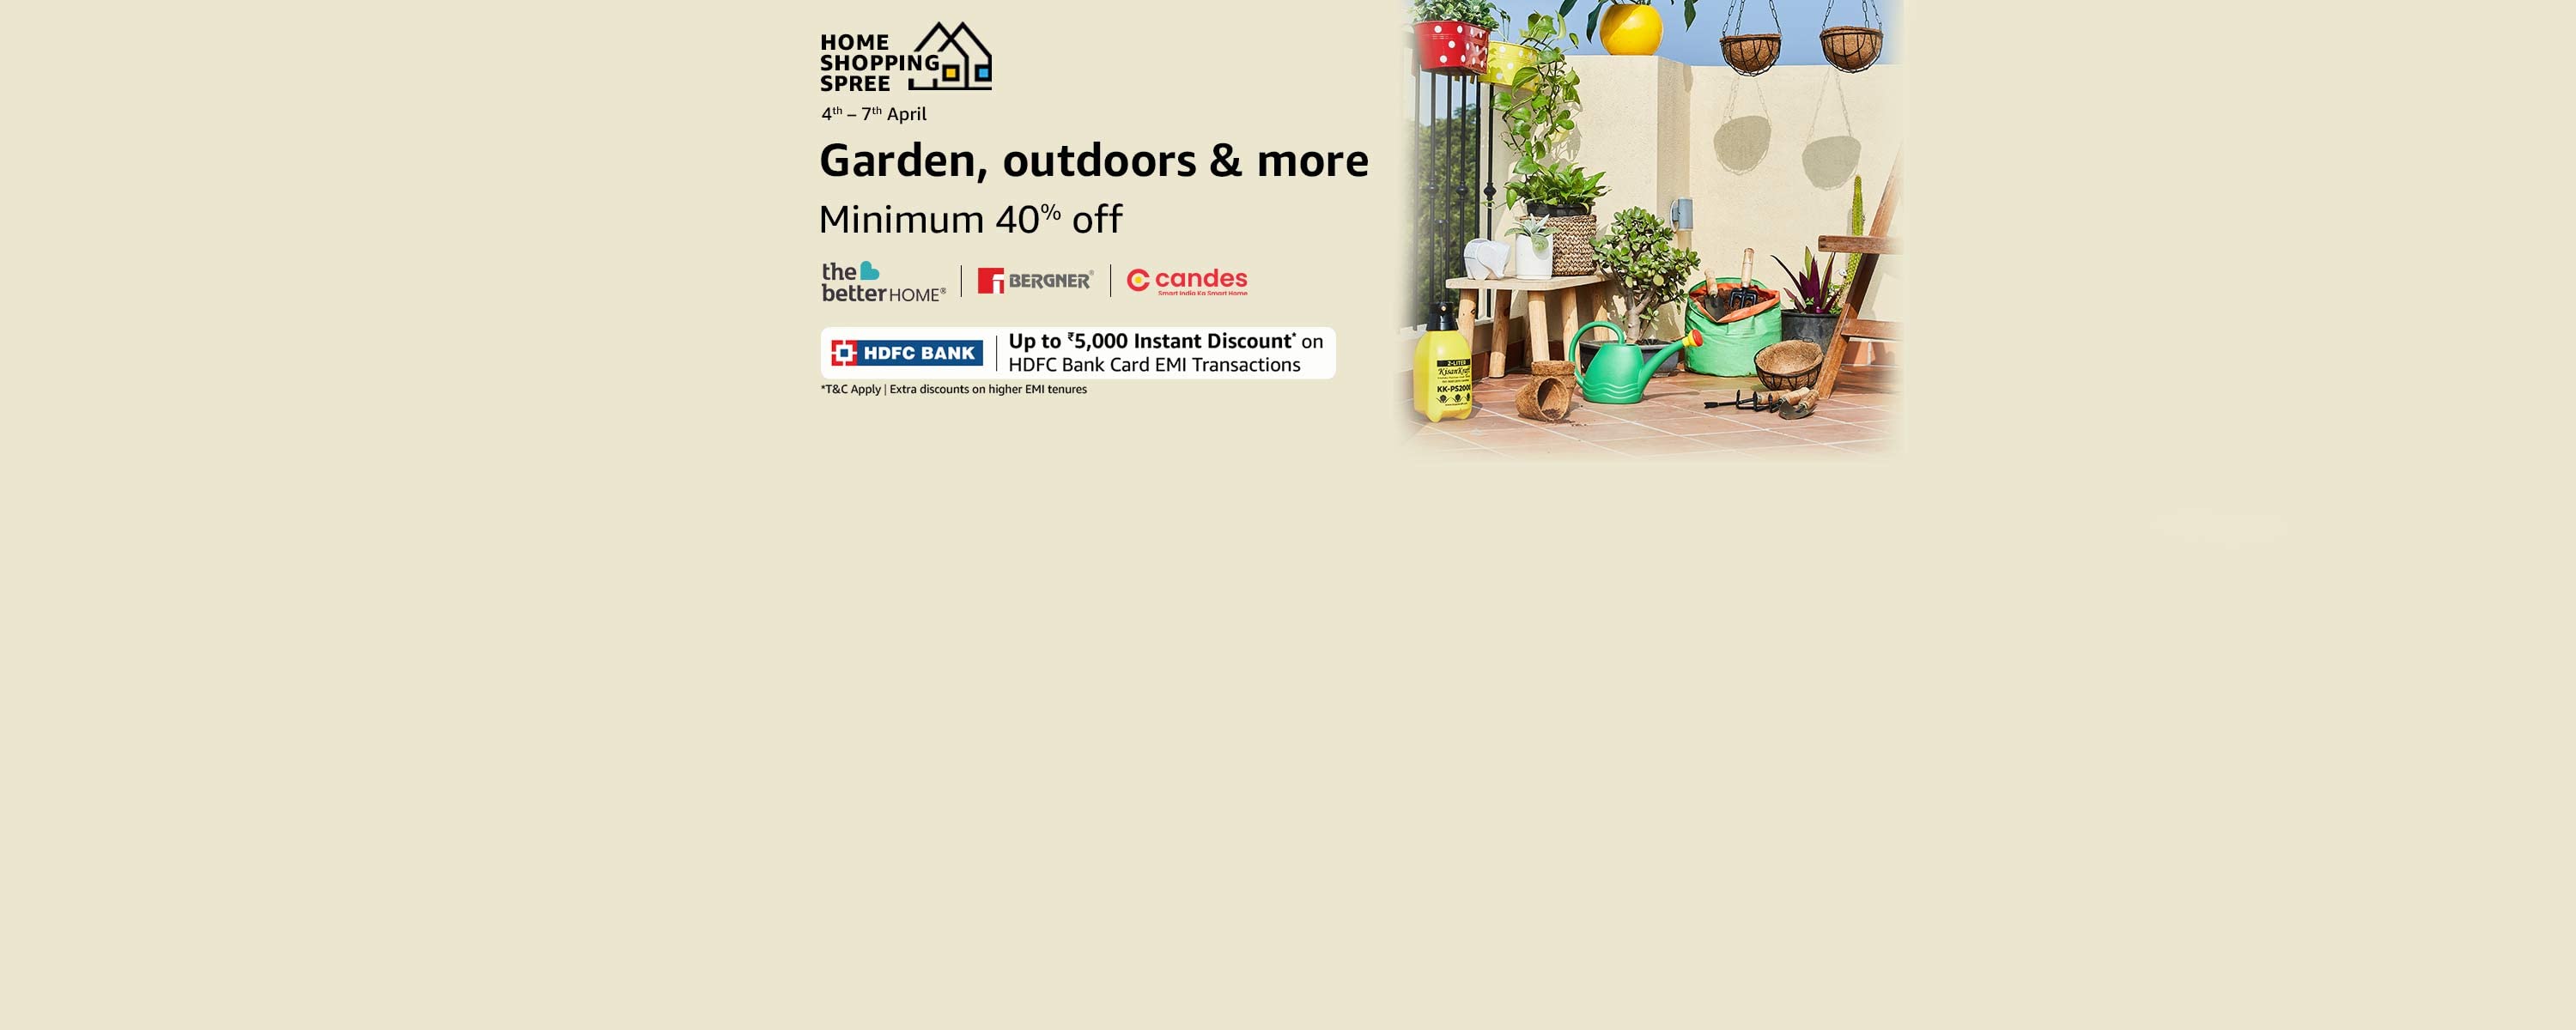 HOME
SHOPPING
SPREE
4th – 7th April
Garden, outdoors & more
Minimum 40% off
the
betterHOME®
BERGNER®
candes
Smart India Ka Smart Home
HDFC BANK
Up to ₹5,000 Instant Discount* on
HDFC Bank Card EMI Transactions
*T&C Apply | Extra discounts on higher EMI tenures
2-LITER
KisanKraft
KK-PS2000